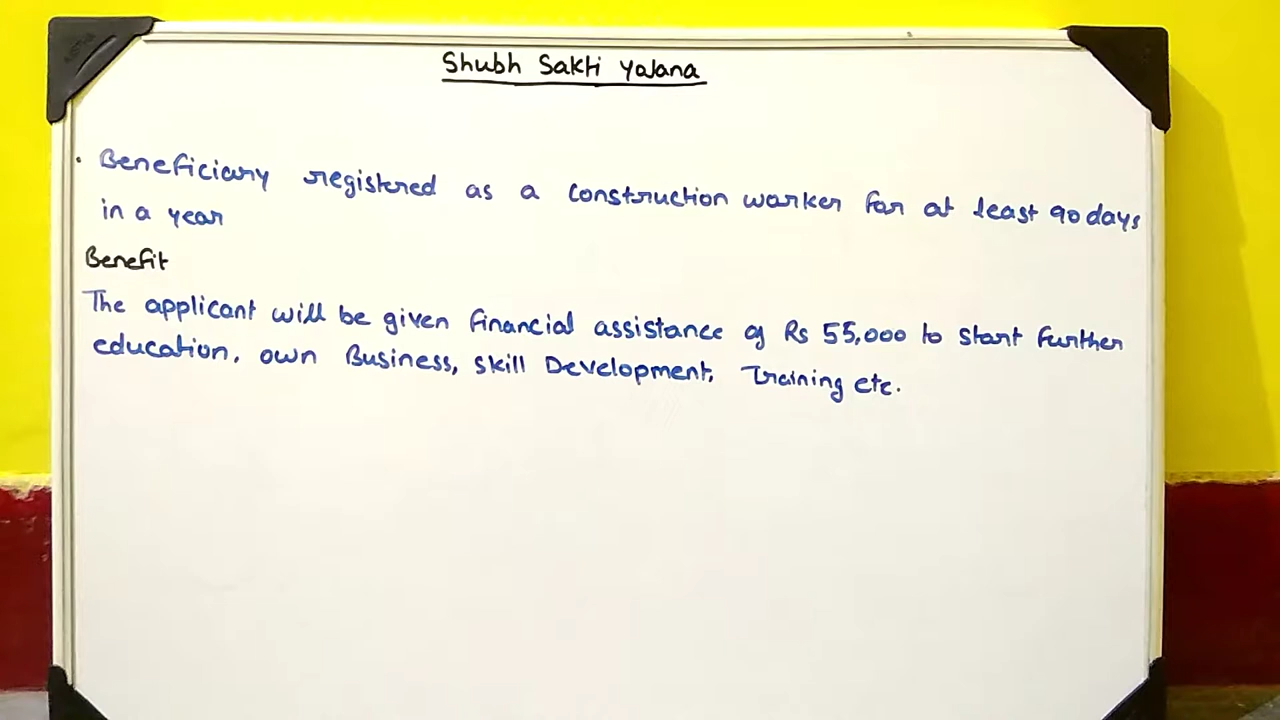 Shubh Sakti Yojana
• Beneficiary registered as a construction worker for at least 90 days
in a year
Benefit
The applicant will be given financial assistance of Rs 55,000 to start further
education, own Business, skill Development, Training etc.